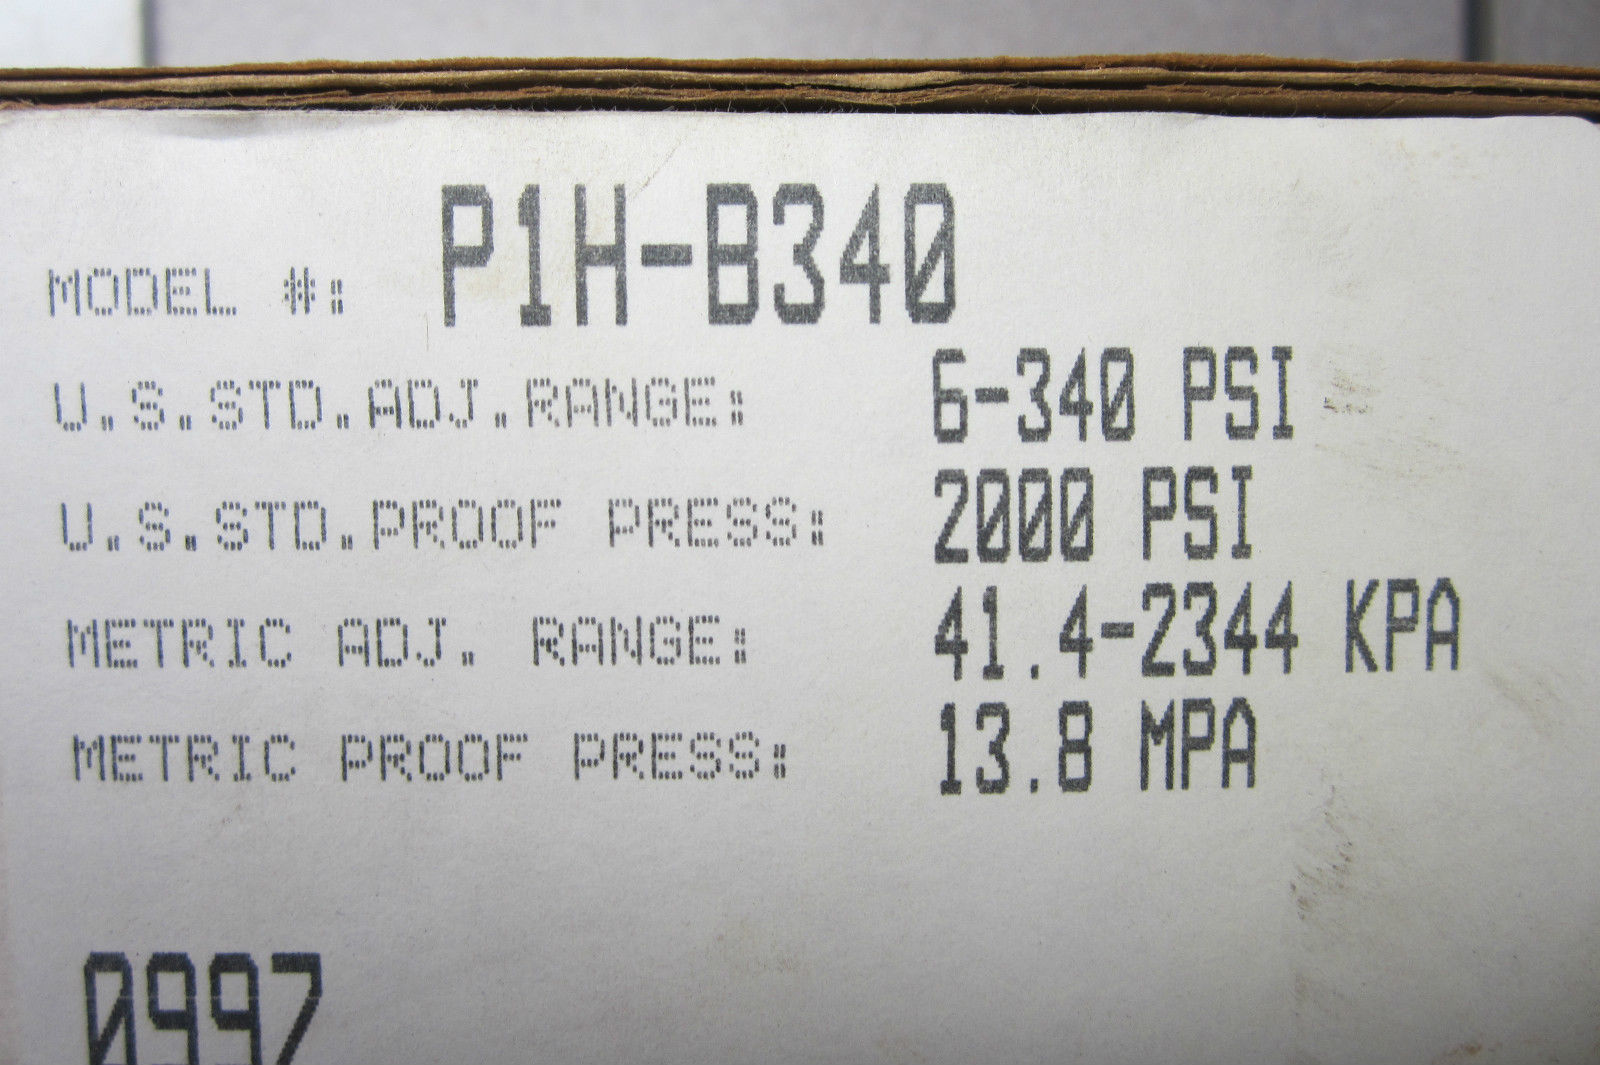 MODEL #: P1H-B340
U.S.STD.ADJ.RANGE: 6-340 PSI
U.S.STD.PROOF PRESS: 2000 PSI
METRIC ADJ. RANGE: 41.4-2344 KPA
METRIC PROOF PRESS: 13.8 MPA
0997